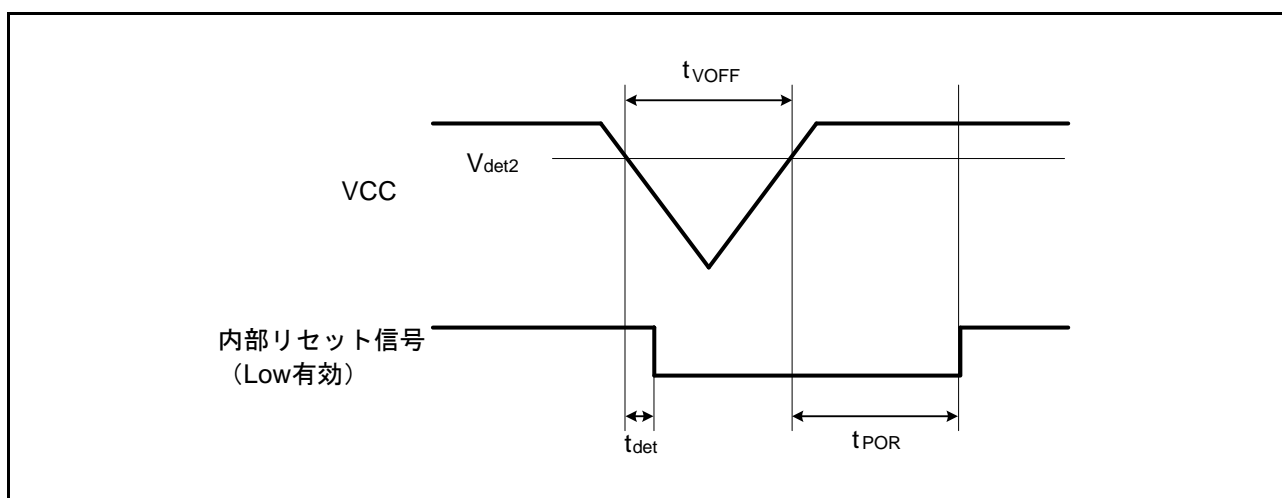 tVOFF
Vdet2
VCC
内部リセット信号
（Low有効）
tdet
tPOR